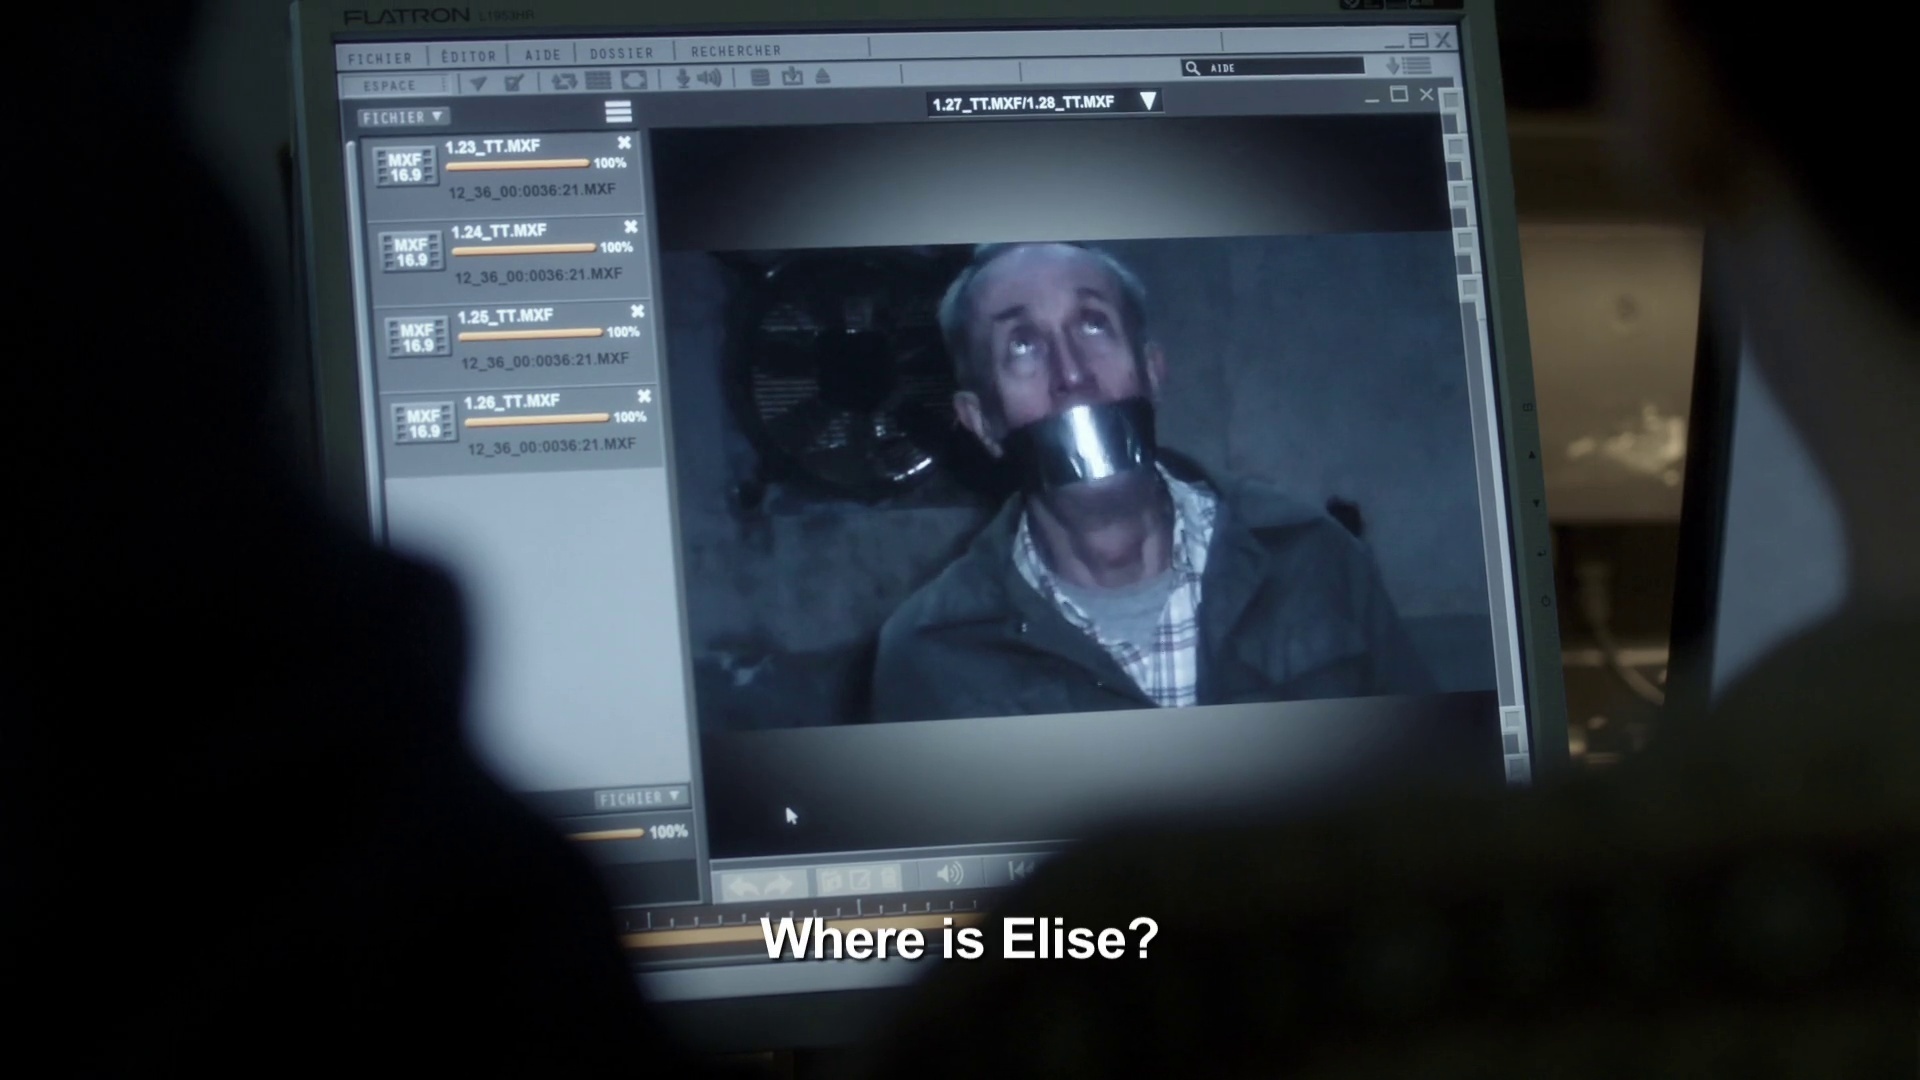 FLATRON L1953HR
FICHIER ÉDITOR AIDE DOSSIER RECHERCHER
ESPACE
AIDE
FICHIER
1.27_TT.MXF/1.28_TT.MXF
MXF 16.9
1.23_TT.MXF
100%
12_36_00:0036:21.MXF
MXF 16.9
1.24_TT.MXF
100%
12_36_00:0036:21.MXF
MXF 16.9
1.25_TT.MXF
100%
12_36_00:0036:21.MXF
MXF 16.9
1.26_TT.MXF
100%
12_36_00:0036:21.MXF
FICHIER
100%
Where is Elise?